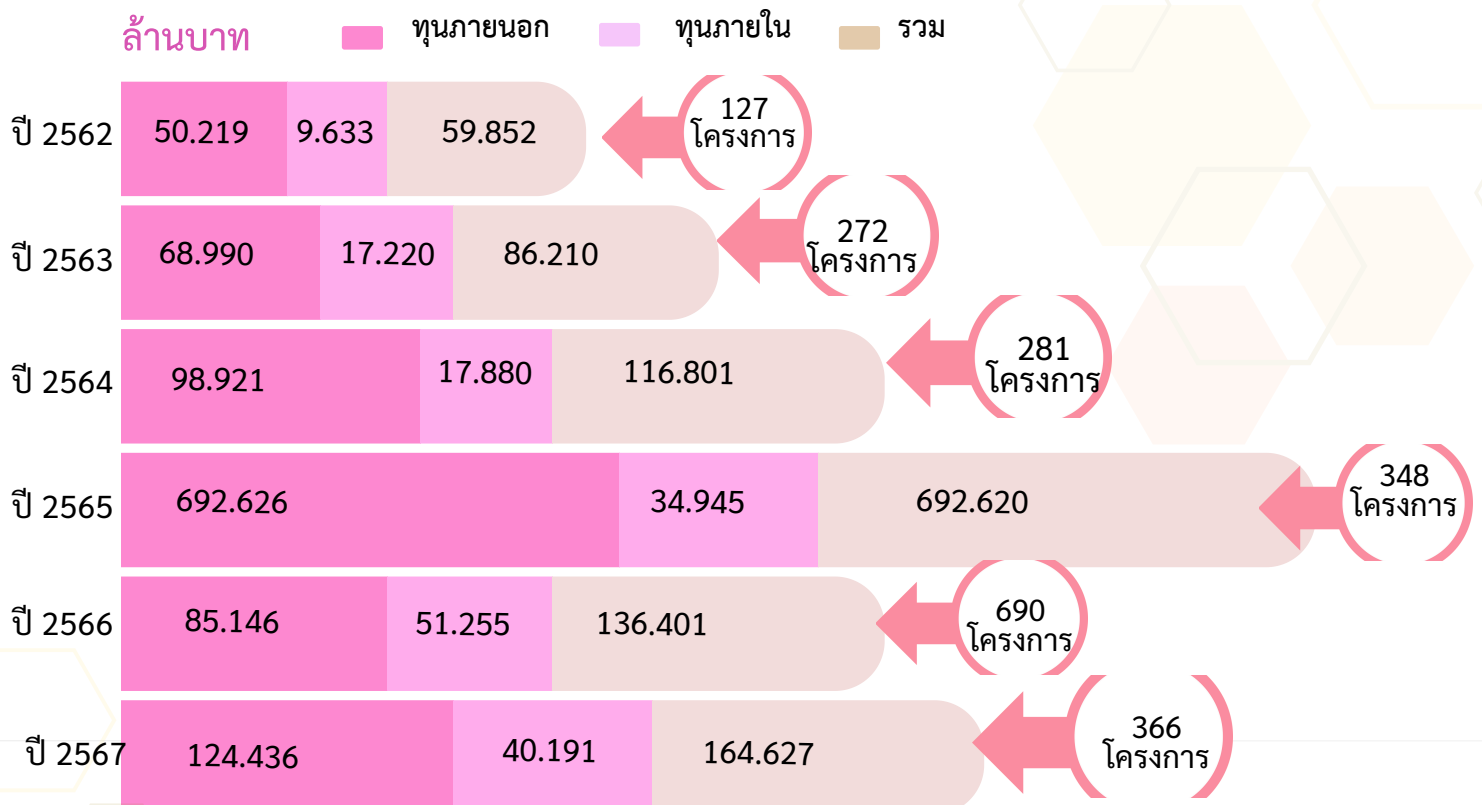 ล้านบาท ทุนภายนอก ทุนภายใน รวม
ปี 2562 50.219 9.633 59.852 127
โครงการ
ปี 2563 68.990 17.220 86.210 272
โครงการ
ปี 2564 98.921 17.880 116.801 281
โครงการ
ปี 2565 692.626 34.945 692.620 348
โครงการ
ปี 2566 85.146 51.255 136.401 690
โครงการ
ปี 2567 124.436 40.191 164.627 366
โครงการ